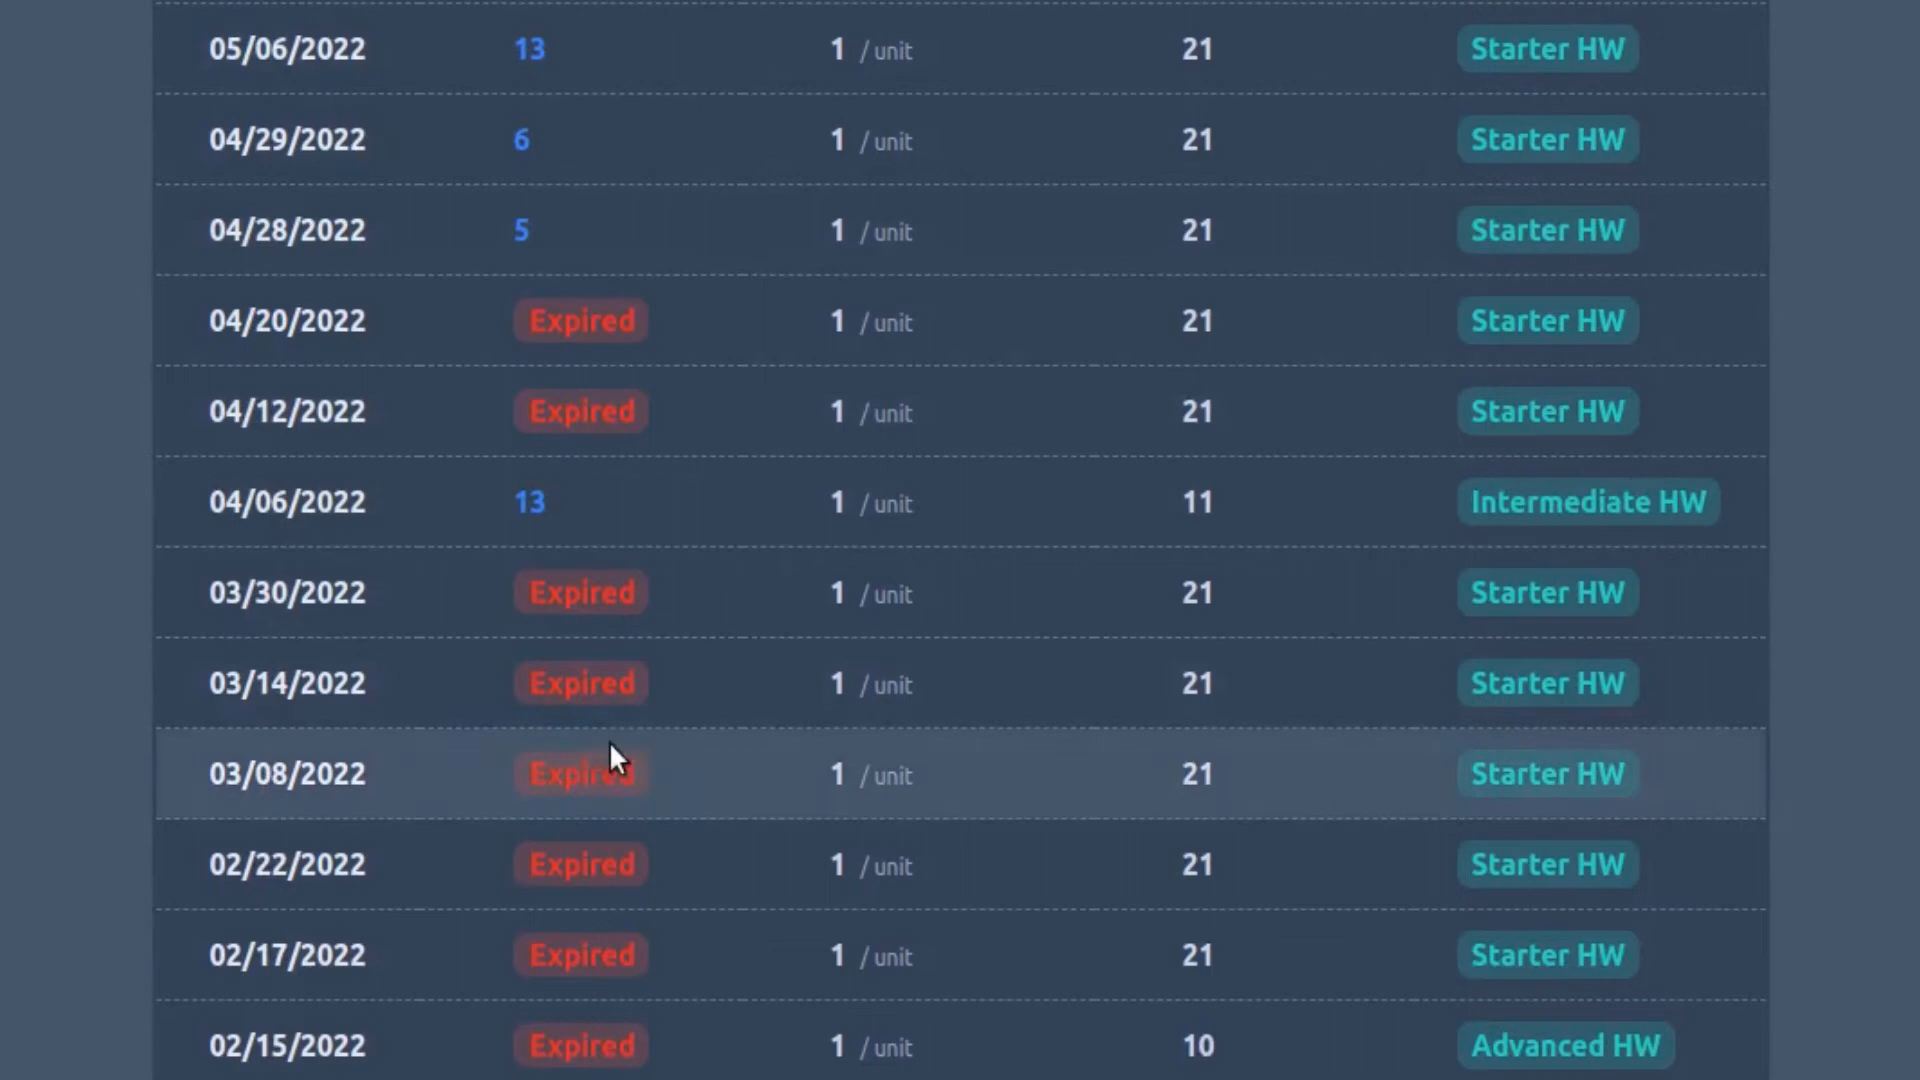 05/06/2022 13 1 / unit 21 Starter HW
04/29/2022 6 1 / unit 21 Starter HW
04/28/2022 5 1 / unit 21 Starter HW
04/20/2022 Expired 1 / unit 21 Starter HW
04/12/2022 Expired 1 / unit 21 Starter HW
04/06/2022 13 1 / unit 11 Intermediate HW
03/30/2022 Expired 1 / unit 21 Starter HW
03/14/2022 Expired 1 / unit 21 Starter HW
03/08/2022 Expired 1 / unit 21 Starter HW
02/22/2022 Expired 1 / unit 21 Starter HW
02/17/2022 Expired 1 / unit 21 Starter HW
02/15/2022 Expired 1 / unit 10 Advanced HW